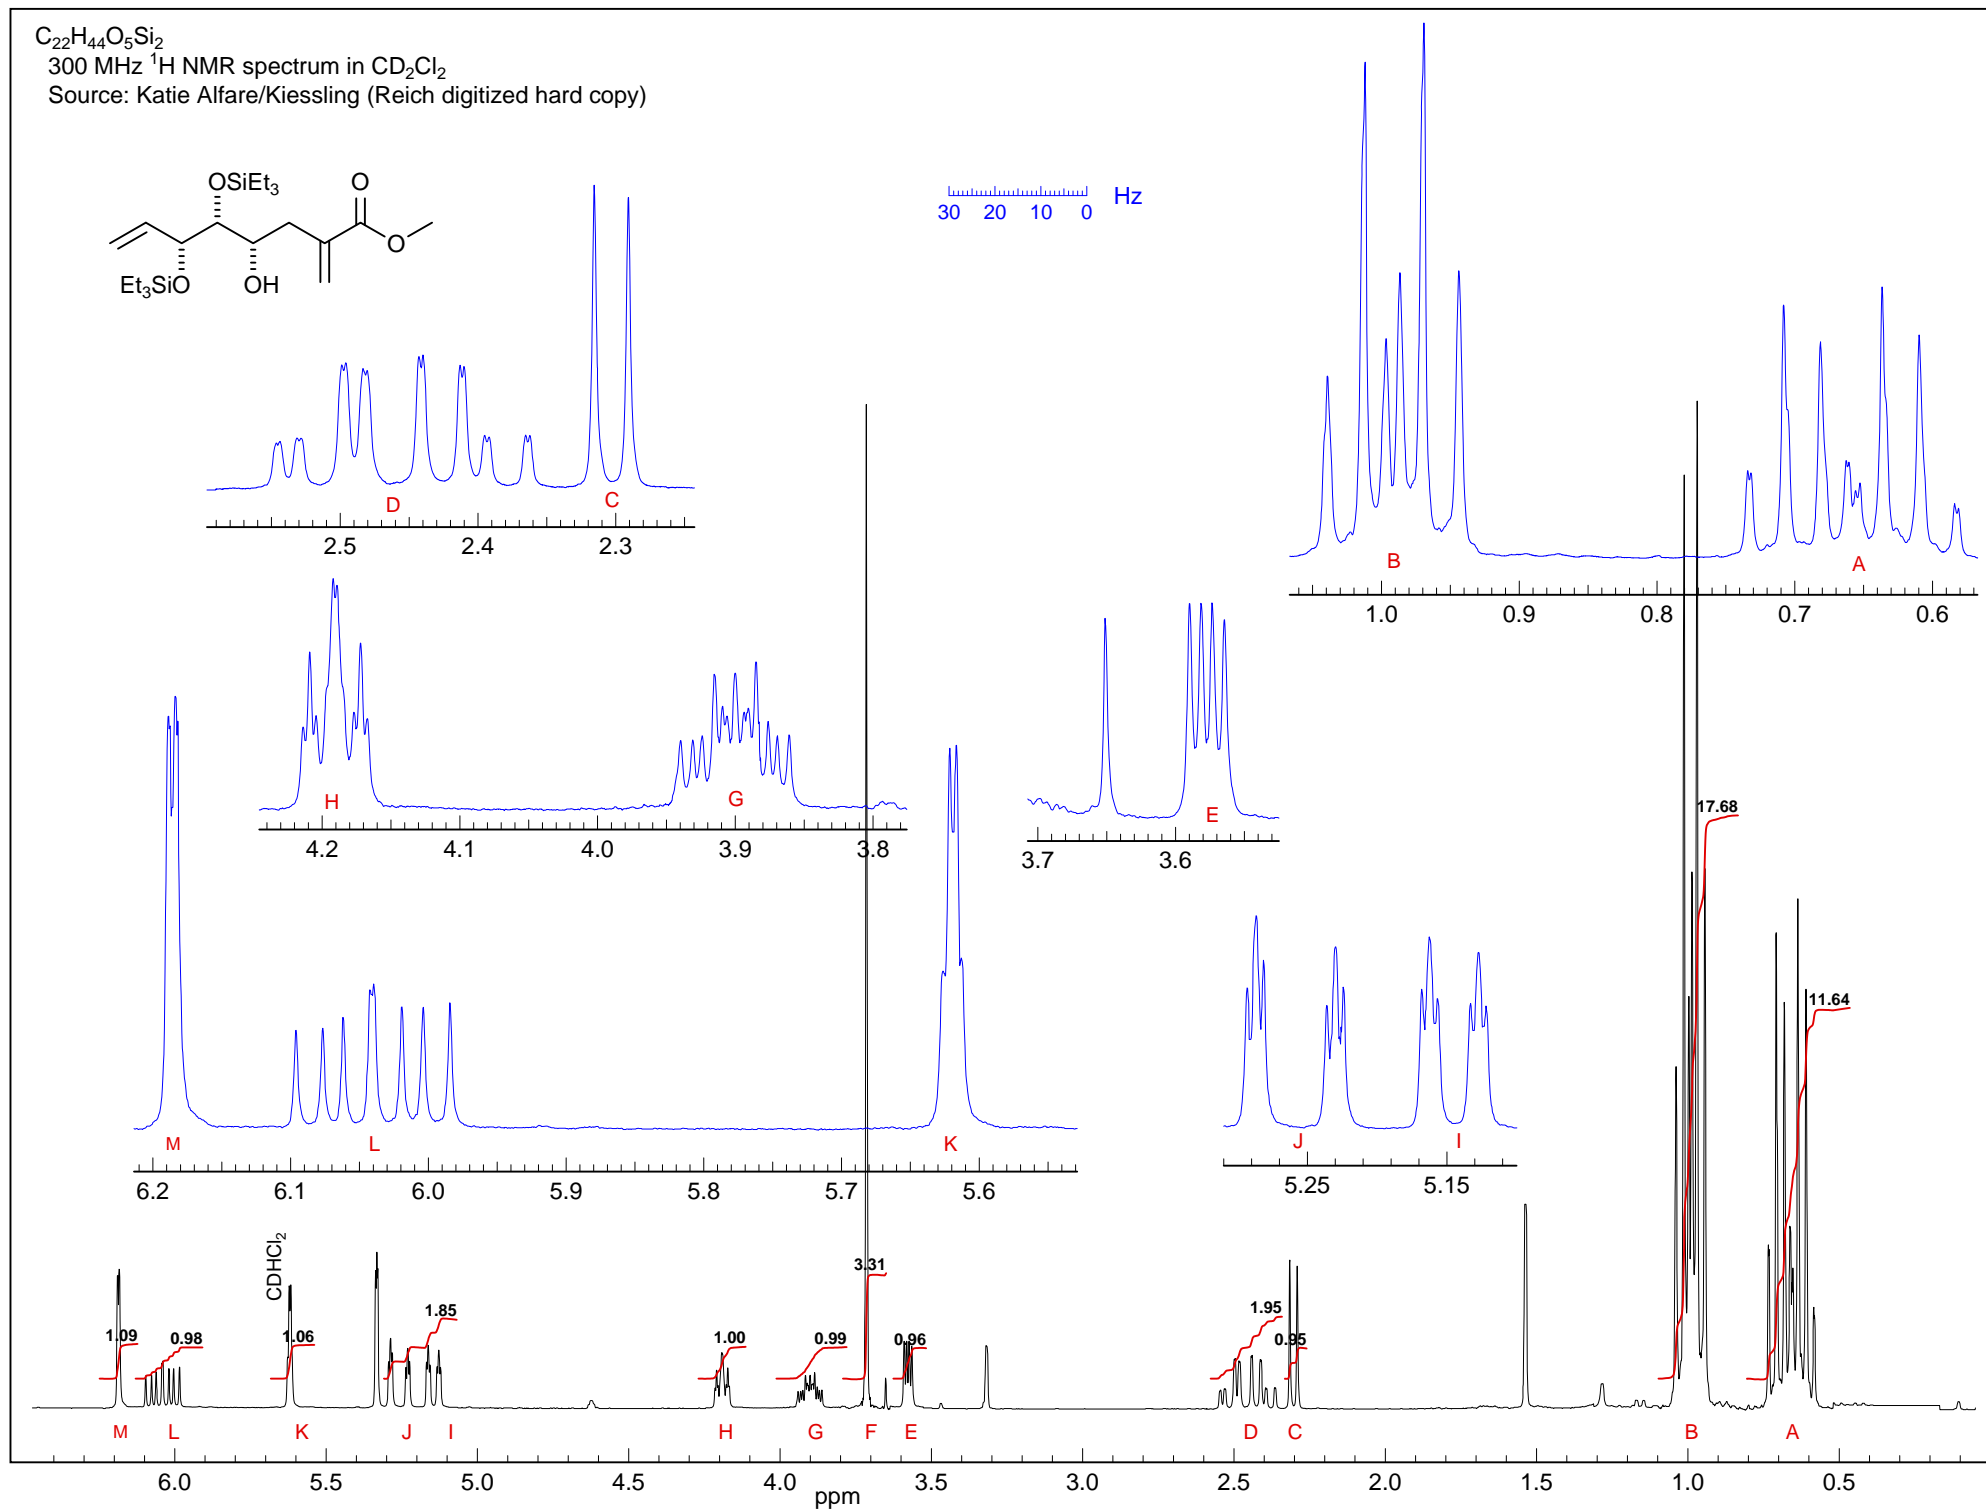 C22H44O5Si2
300 MHz 1H NMR spectrum in CD2Cl2
Source: Katie Alfare/Kiessling (Reich digitized hard copy)
OSiEt3
O
O
Et3SiO
OH
30 20 10 0 Hz
D C
2.5 2.4 2.3
B A
1.0 0.9 0.8 0.7 0.6
H G
4.2 4.1 4.0 3.9 3.8
E
3.7 3.6
M L K
6.2 6.1 6.0 5.9 5.8 5.7 5.6
J I
5.25 5.15
CDHCl2
1.09 0.98 1.06 1.85 1.00 0.99 3.31 0.96 1.95 0.95 17.68 11.64
M L K J I H G F E D C B A
6.0 5.5 5.0 4.5 4.0 3.5 3.0 2.5 2.0 1.5 1.0 0.5
ppm